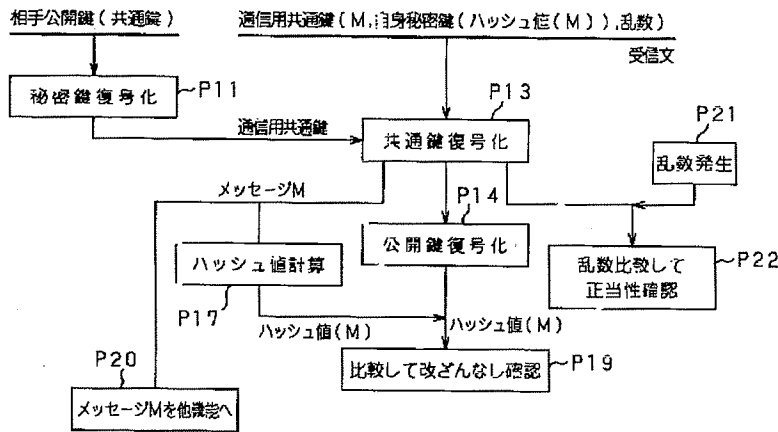 相手公開鍵(共通鍵)
通信用共通鍵(M,自身秘密鍵(ハッシュ値(M)),乱数)
受信文
秘密鍵復号化
P11
P13
通信用共通鍵
共通鍵復号化
P21
乱数発生
メッセージM
P14
公開鍵復号化
ハッシュ値計算
P17
乱数比較して
正当性確認
P22
ハッシュ値(M)
ハッシュ値(M)
比較して改ざんなし確認
P19
P20
メッセージMを他機能へ